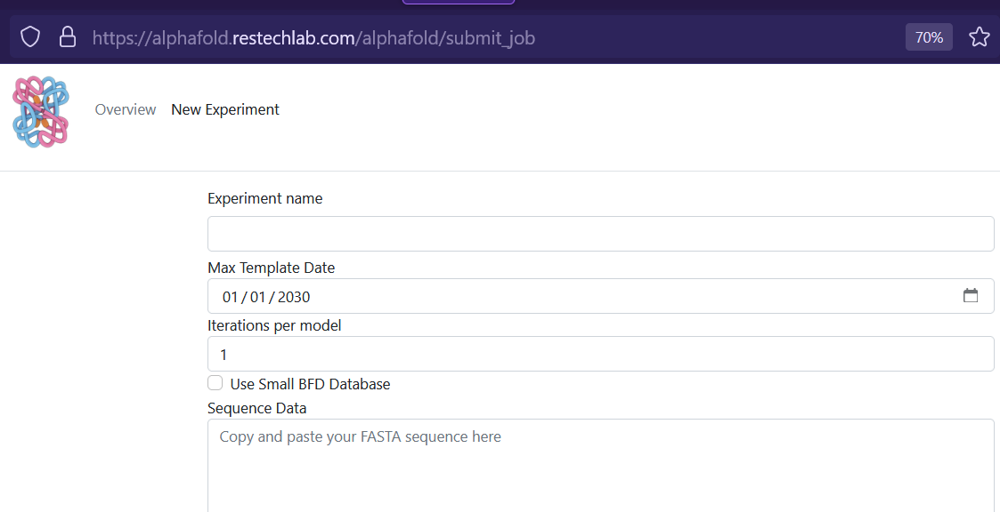 https://alphafold.restechlab.com/alphafold/submit_job 70%
Overview New Experiment
Experiment name
Max Template Date
01/01/2030
Iterations per model
1
Use Small BFD Database
Sequence Data
Copy and paste your FASTA sequence here